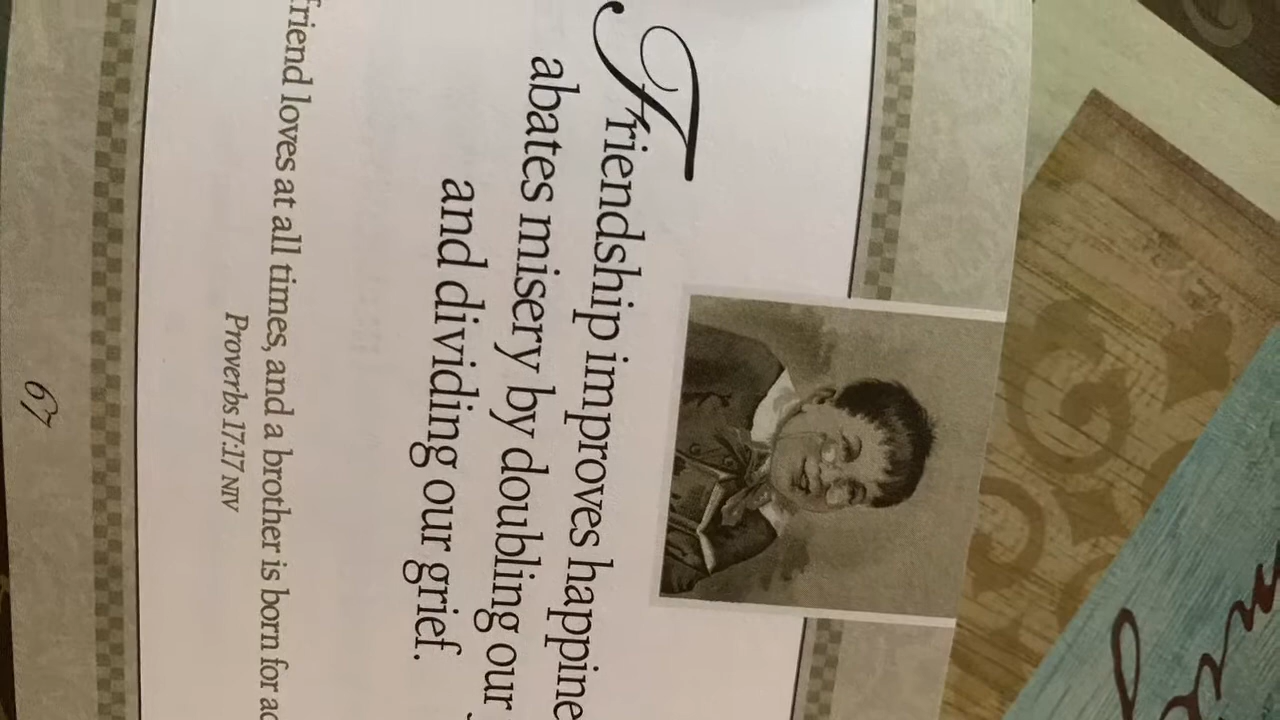 Friendship improves happine
abates misery by doubling our
and dividing our grief.
friend loves at all times, and a brother is born for ad
Proverbs 17:17 NIV
67